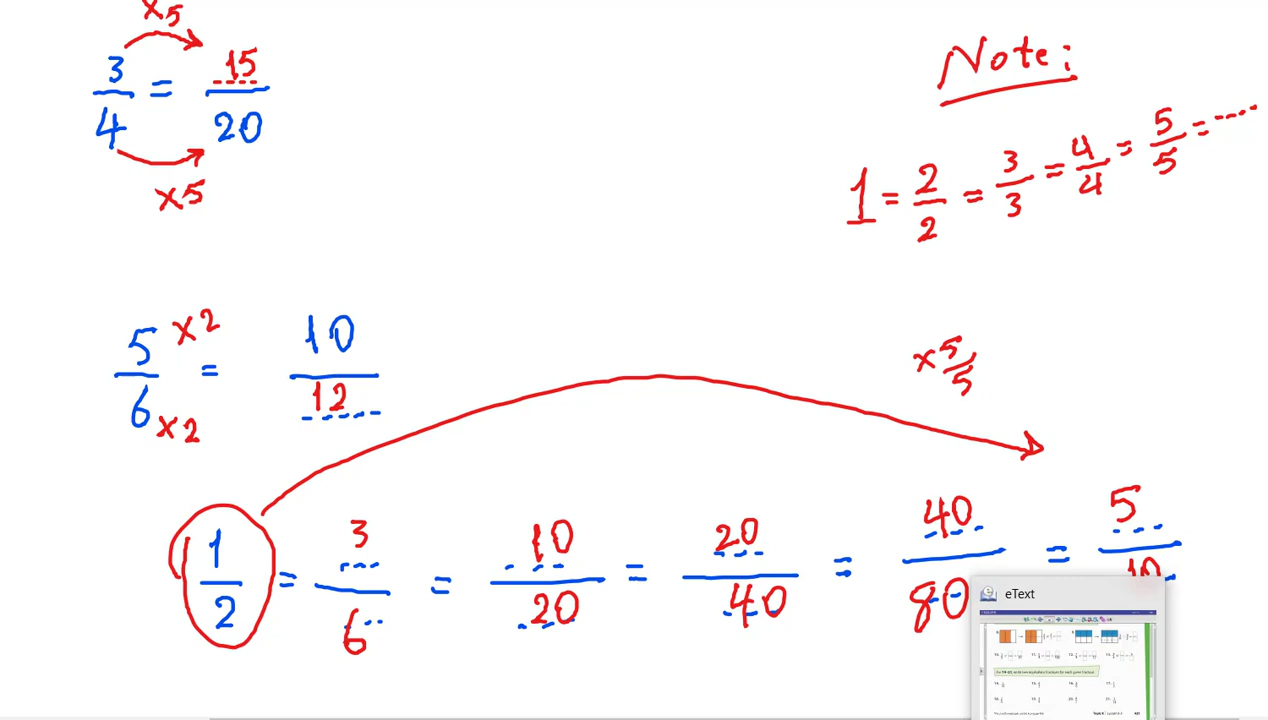 x5
3/4 = 15/20
x5
Note:
1 = 2/2 = 3/3 = 4/4 = 5/5 = ....
5/6 x2 x2 = 10/12
x 5/5
1/2 = 3/6 = 10/20 = 20/40 = 40/80 = 5/10
eText